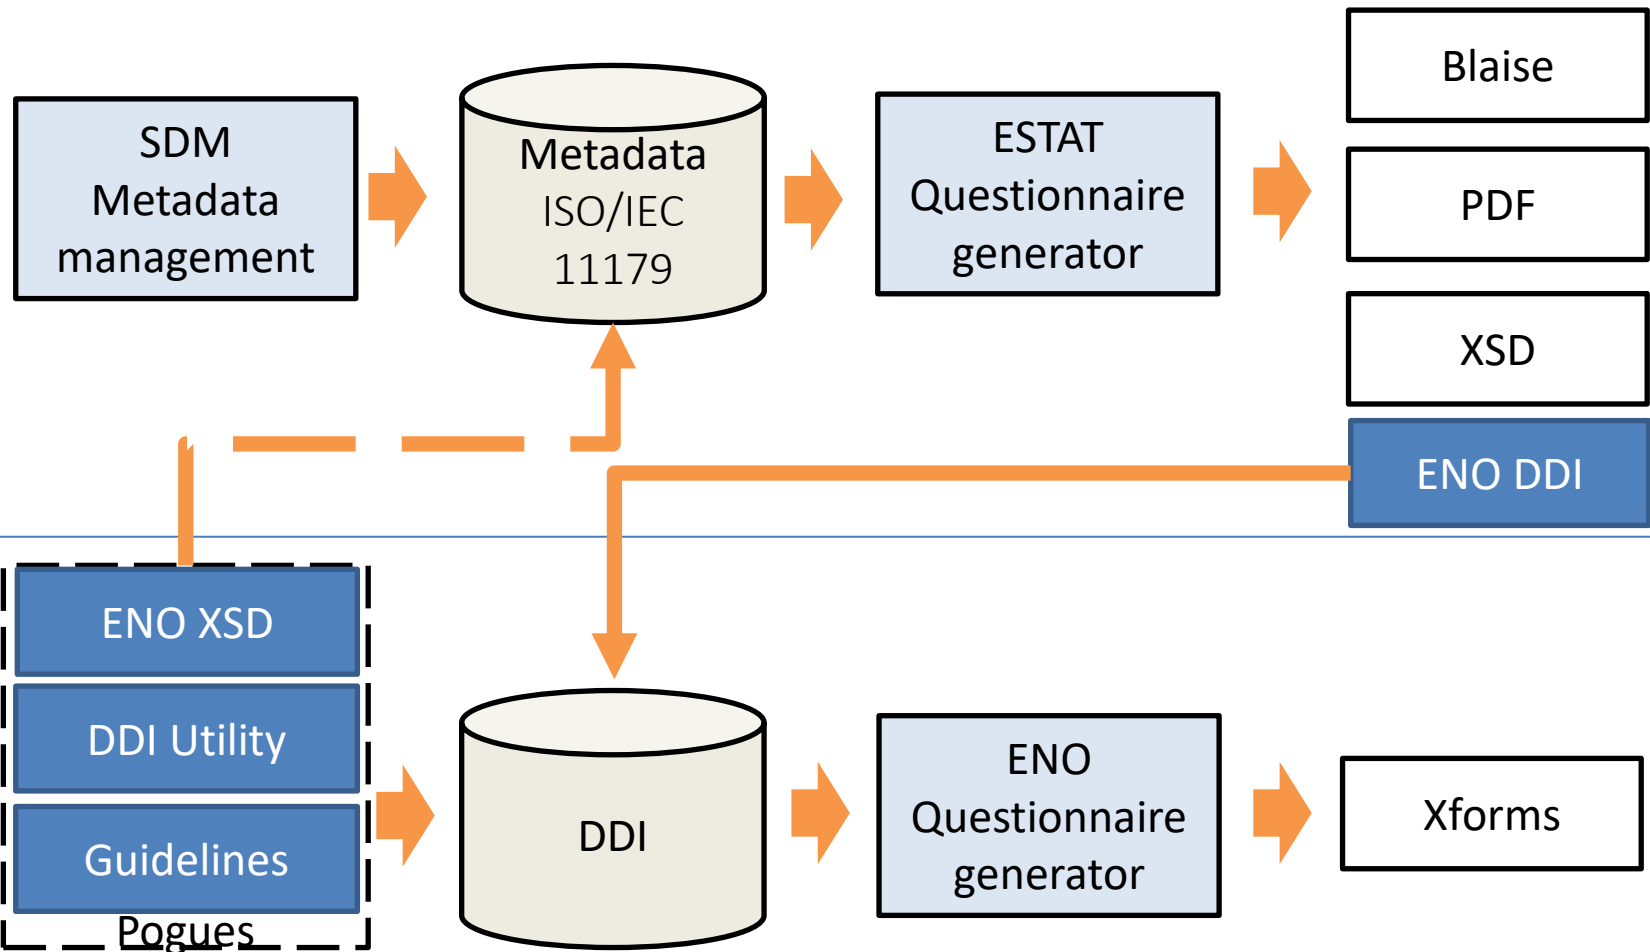 SDM
Metadata
management
Metadata
ISO/IEC
11179
ESTAT
Questionnaire
generator
Blaise
PDF
XSD
ENO DDI
ENO XSD
DDI Utility
Guidelines
Pogues
DDI
ENO
Questionnaire
generator
Xforms